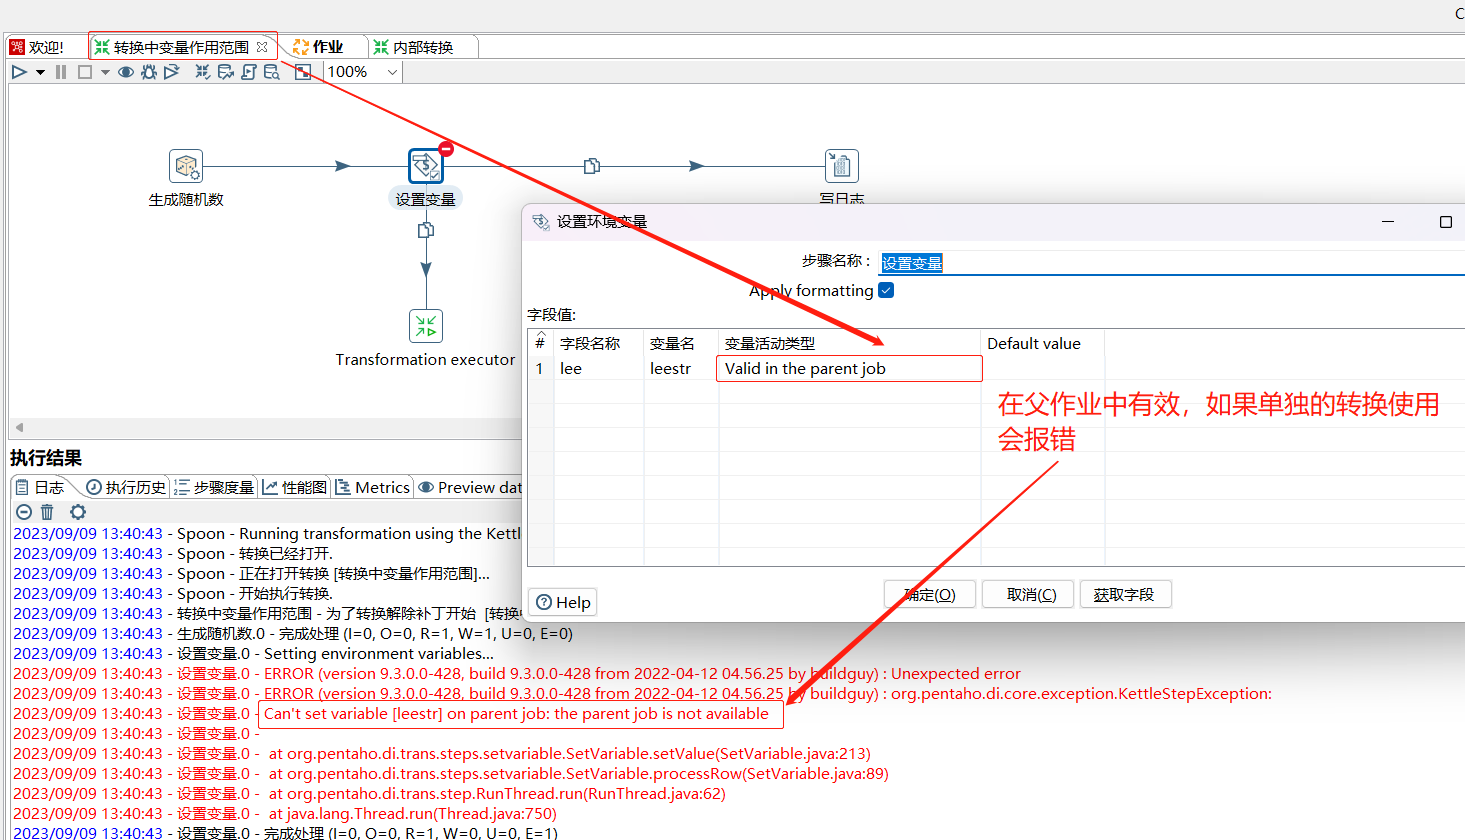 C
欢迎!
转换中变量作用范围
作业
内部转换
100%
生成随机数
设置变量
写日志
Transformation executor
设置环境变量
步骤名称 :
设置变量
Apply formatting
字段值:
# 字段名称 变量名 变量活动类型 Default value
1 lee leestr Valid in the parent job
在父作业中有效，如果单独的转换使用
会报错
Help
确定(O)
取消(C)
获取字段
执行结果
日志
执行历史
步骤度量
性能图
Metrics
Preview dat
2023/09/09 13:40:43 - Spoon - Running transformation using the Kettl
2023/09/09 13:40:43 - Spoon - 转换已经打开.
2023/09/09 13:40:43 - Spoon - 正在打开转换 [转换中变量作用范围]...
2023/09/09 13:40:43 - Spoon - 开始执行转换.
2023/09/09 13:40:43 - 转换中变量作用范围 - 为了转换解除补丁开始 [转换
2023/09/09 13:40:43 - 生成随机数.0 - 完成处理 (I=0, O=0, R=1, W=1, U=0, E=0)
2023/09/09 13:40:43 - 设置变量.0 - Setting environment variables...
2023/09/09 13:40:43 - 设置变量.0 - ERROR (version 9.3.0.0-428, build 9.3.0.0-428 from 2022-04-12 04.56.25 by buildguy) : Unexpected error
2023/09/09 13:40:43 - 设置变量.0 - ERROR (version 9.3.0.0-428, build 9.3.0.0-428 from 2022-04-12 04.56.25 by buildguy) : org.pentaho.di.core.exception.KettleStepException:
2023/09/09 13:40:43 - 设置变量.0 - Can't set variable [leestr] on parent job: the parent job is not available
2023/09/09 13:40:43 - 设置变量.0 -
2023/09/09 13:40:43 - 设置变量.0 - at org.pentaho.di.trans.steps.setvariable.SetVariable.setValue(SetVariable.java:213)
2023/09/09 13:40:43 - 设置变量.0 - at org.pentaho.di.trans.steps.setvariable.SetVariable.processRow(SetVariable.java:89)
2023/09/09 13:40:43 - 设置变量.0 - at org.pentaho.di.trans.step.RunThread.run(RunThread.java:62)
2023/09/09 13:40:43 - 设置变量.0 - at java.lang.Thread.run(Thread.java:750)
2023/09/09 13:40:43 - 设置变量.0 - 完成处理 (I=0, O=0, R=1, W=0, U=0, E=1)